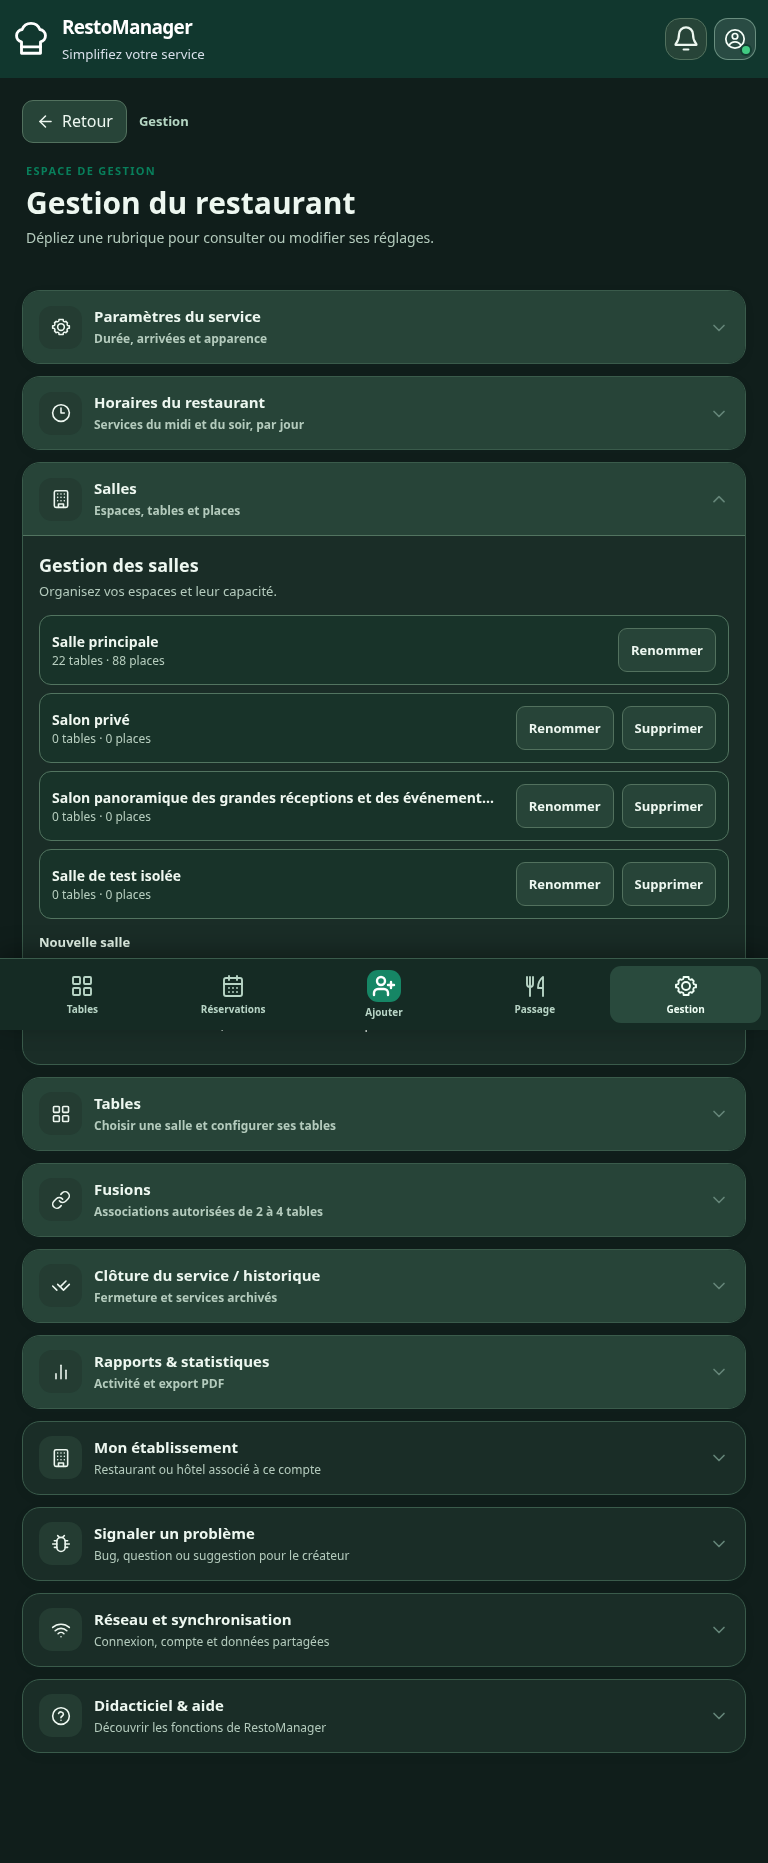 RestoManager
Simplifiez votre service
Retour
Gestion
ESPACE DE GESTION
Gestion du restaurant
Dépliez une rubrique pour consulter ou modifier ses réglages.
Paramètres du service
Durée, arrivées et apparence
Horaires du restaurant
Services du midi et du soir, par jour
Salles
Espaces, tables et places
Gestion des salles
Organisez vos espaces et leur capacité.
Salle principale
22 tables · 88 places
Renommer
Salon privé
0 tables · 0 places
Renommer
Supprimer
Salon panoramique des grandes réceptions et des événement...
0 tables · 0 places
Renommer
Supprimer
Salle de test isolée
0 tables · 0 places
Renommer
Supprimer
Nouvelle salle
Tables
Réservations
Ajouter
Passage
Gestion
Tables
Choisir une salle et configurer ses tables
Fusions
Associations autorisées de 2 à 4 tables
Clôture du service / historique
Fermeture et services archivés
Rapports & statistiques
Activité et export PDF
Mon établissement
Restaurant ou hôtel associé à ce compte
Signaler un problème
Bug, question ou suggestion pour le créateur
Réseau et synchronisation
Connexion, compte et données partagées
Didacticiel & aide
Découvrir les fonctions de RestoManager